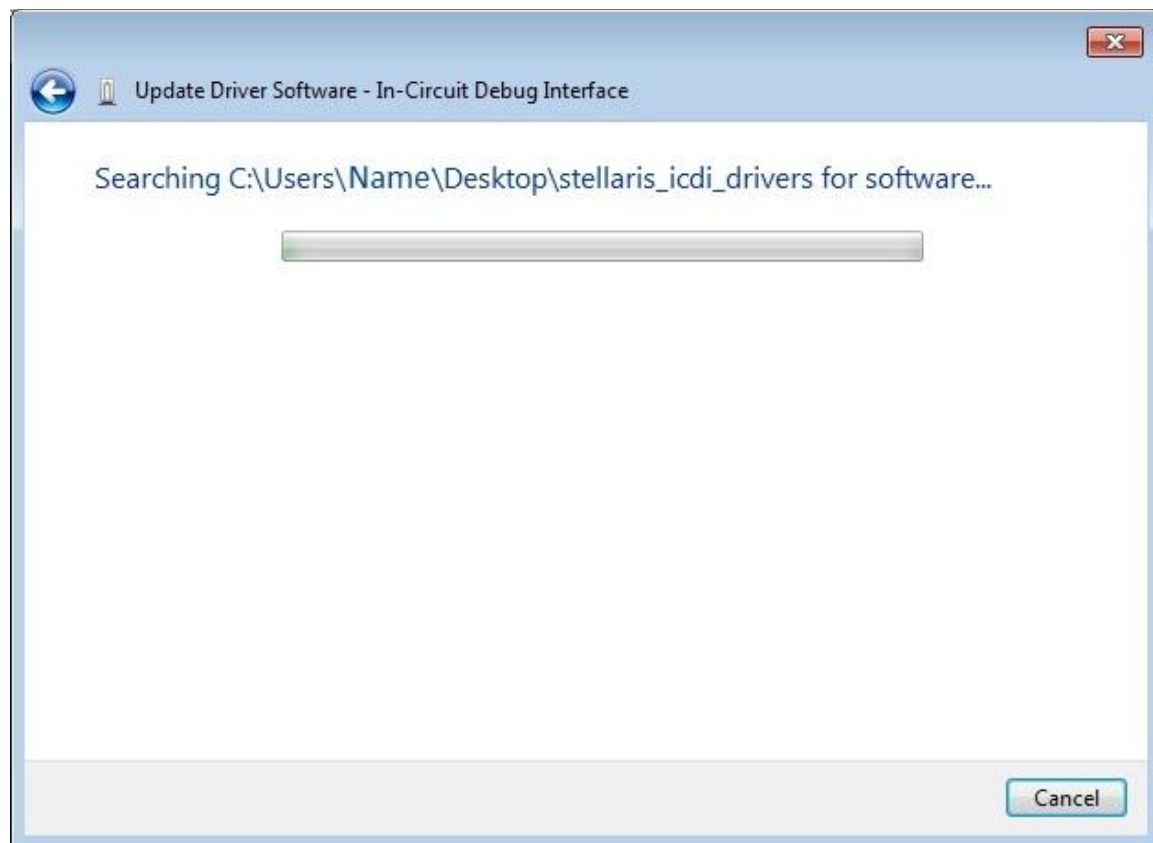 Update Driver Software - In-Circuit Debug Interface
Searching C:\Users\Name\Desktop\stellaris_icdi_drivers for software...
Cancel